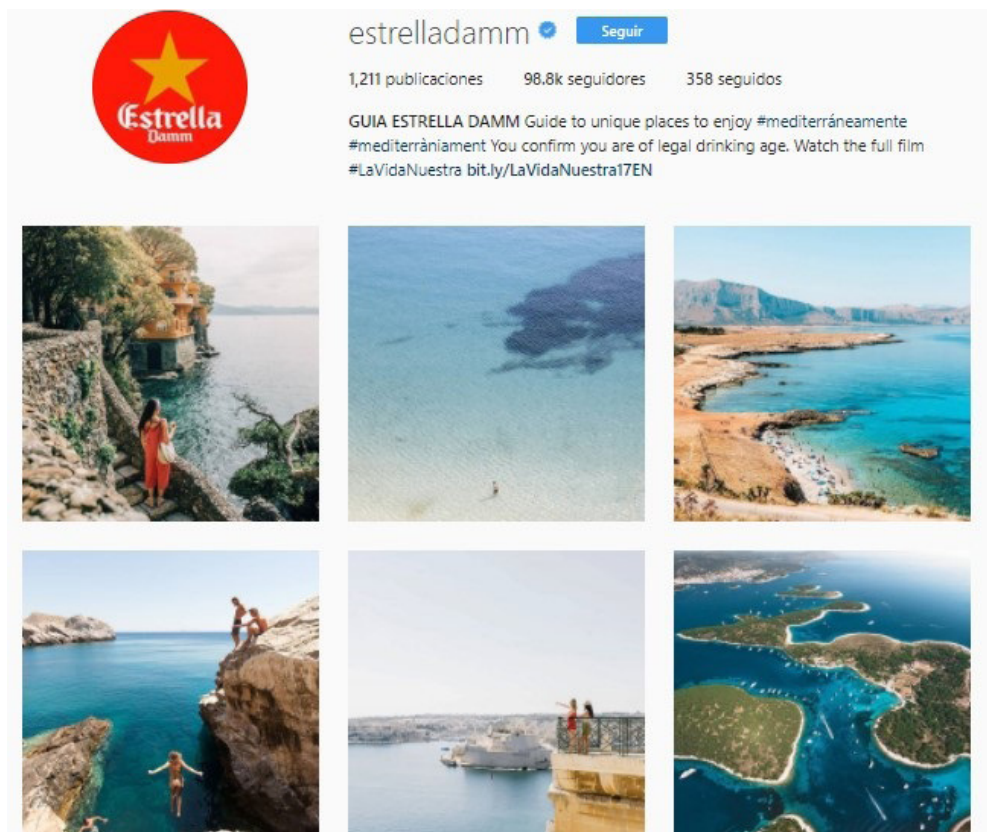 Estrella
Damm
estrelladamm
Seguir
1,211 publicaciones 98.8k seguidores 358 seguidos
GUIA ESTRELLA DAMM Guide to unique places to enjoy #mediterráneamente
#mediterràniament You confirm you are of legal drinking age. Watch the full film
#LaVidaNuestra bit.ly/LaVidaNuestra17EN